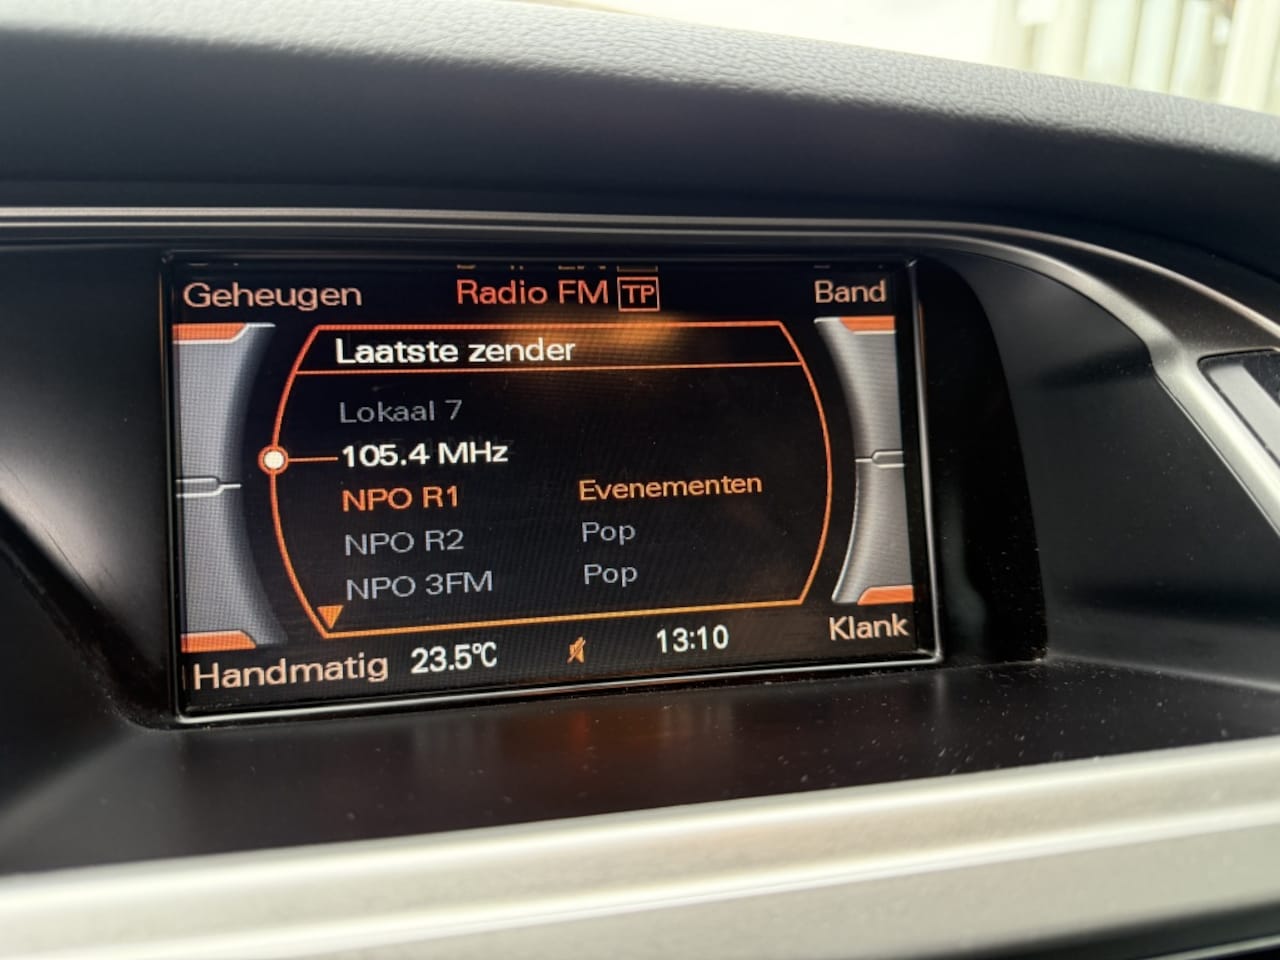 Geheugen Radio FM TP Band
Laatste zender
Lokaal 7
105.4 MHz
NPO R1 Evenementen
NPO R2 Pop
NPO 3FM Pop
Handmatig 23.5°C 13:10 Klank